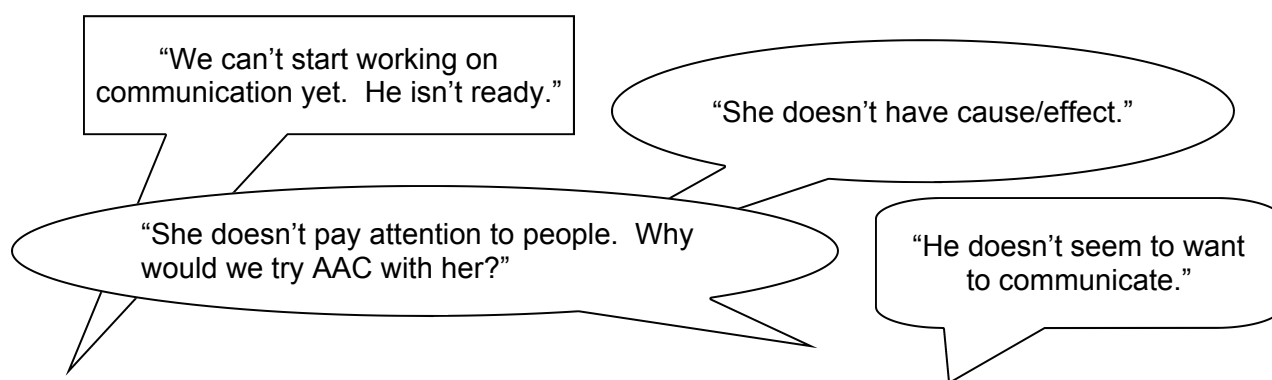 “We can’t start working on
communication yet.  He isn’t ready.”
“She doesn’t have cause/effect.”
“She doesn’t pay attention to people.  Why
would we try AAC with her?”
“He doesn’t seem to want
to communicate.”